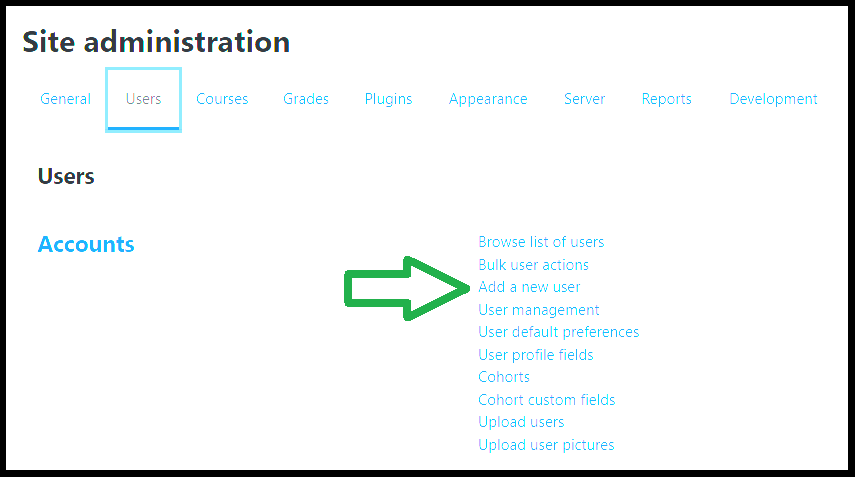 Site administration
General Users Courses Grades Plugins Appearance Server Reports Development
Users
Accounts
Browse list of users
Bulk user actions
Add a new user
User management
User default preferences
User profile fields
Cohorts
Cohort custom fields
Upload users
Upload user pictures